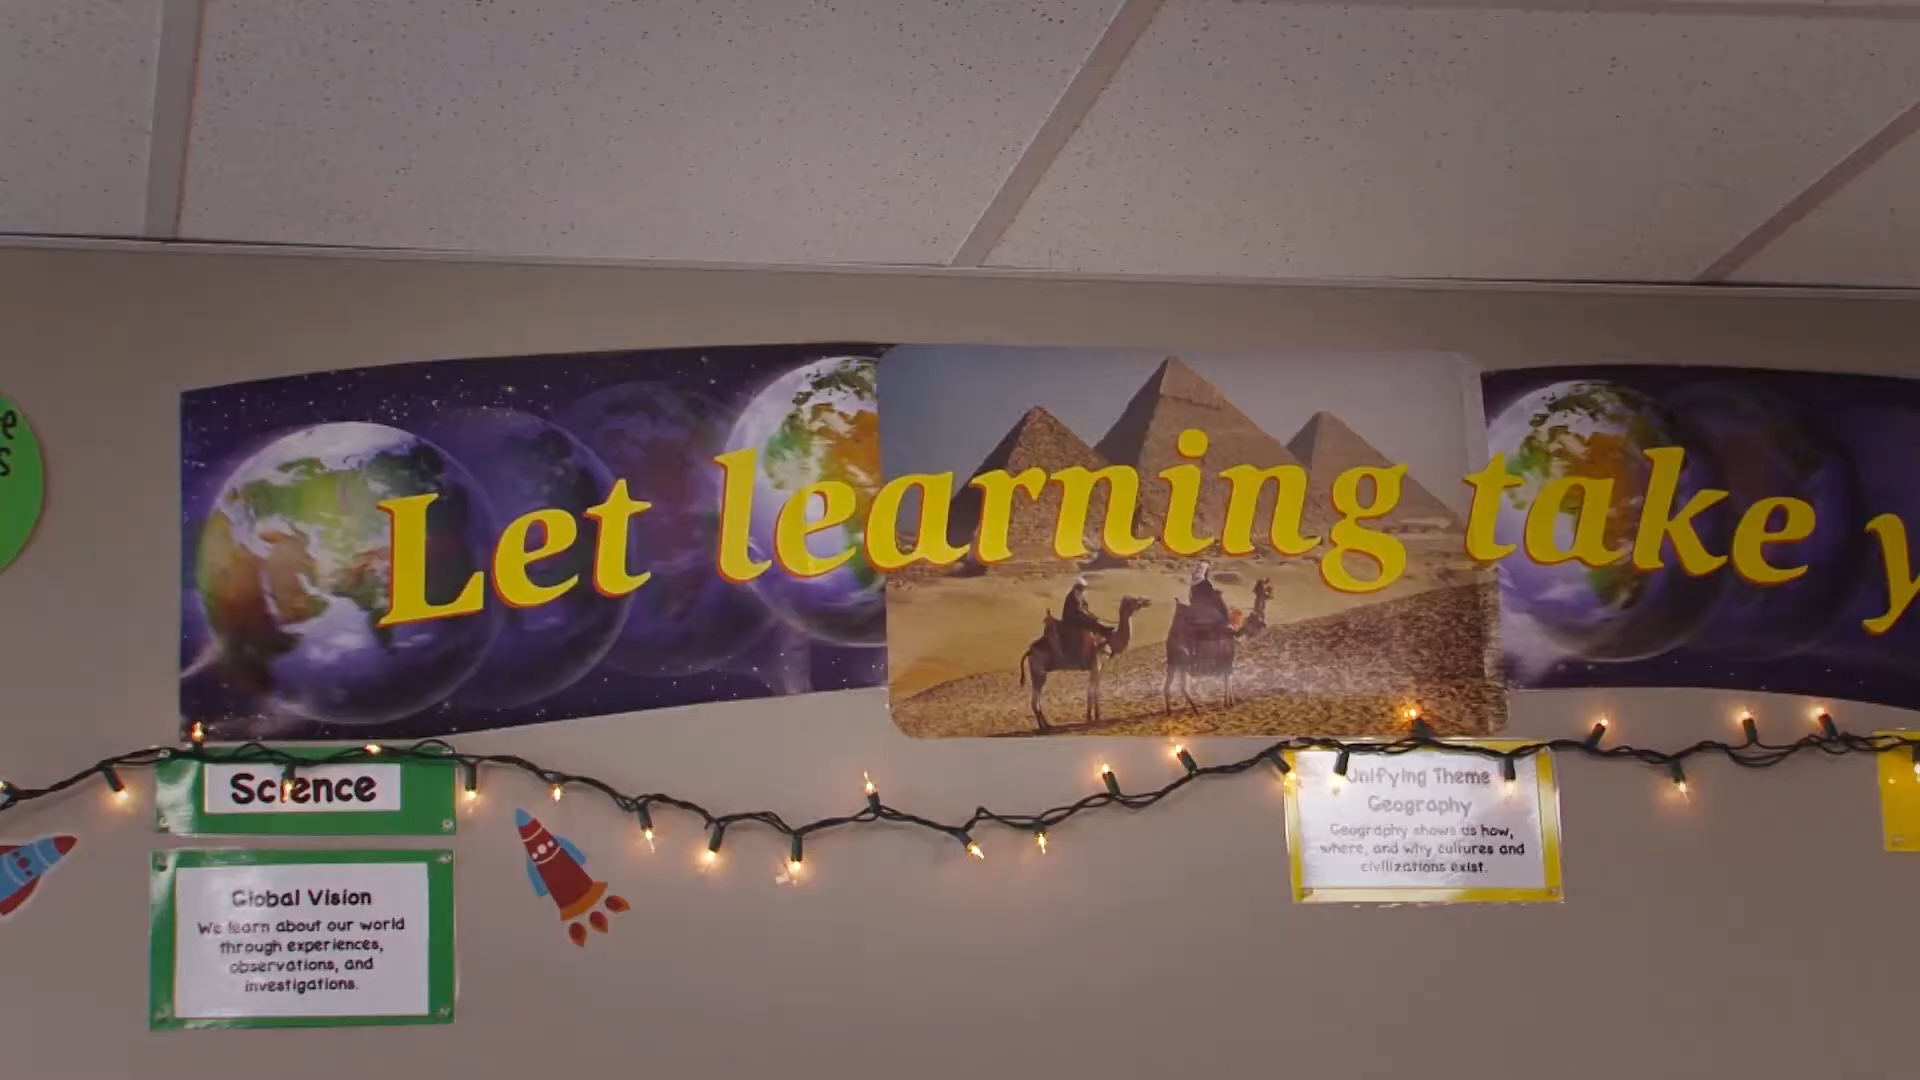 e
s
Let learning take y
Science
Global Vision
We learn about our world
through experiences,
observations, and
investigations.
Unifying Theme
Geography
Geography shows us how,
where, and why cultures and
civilizations exist.